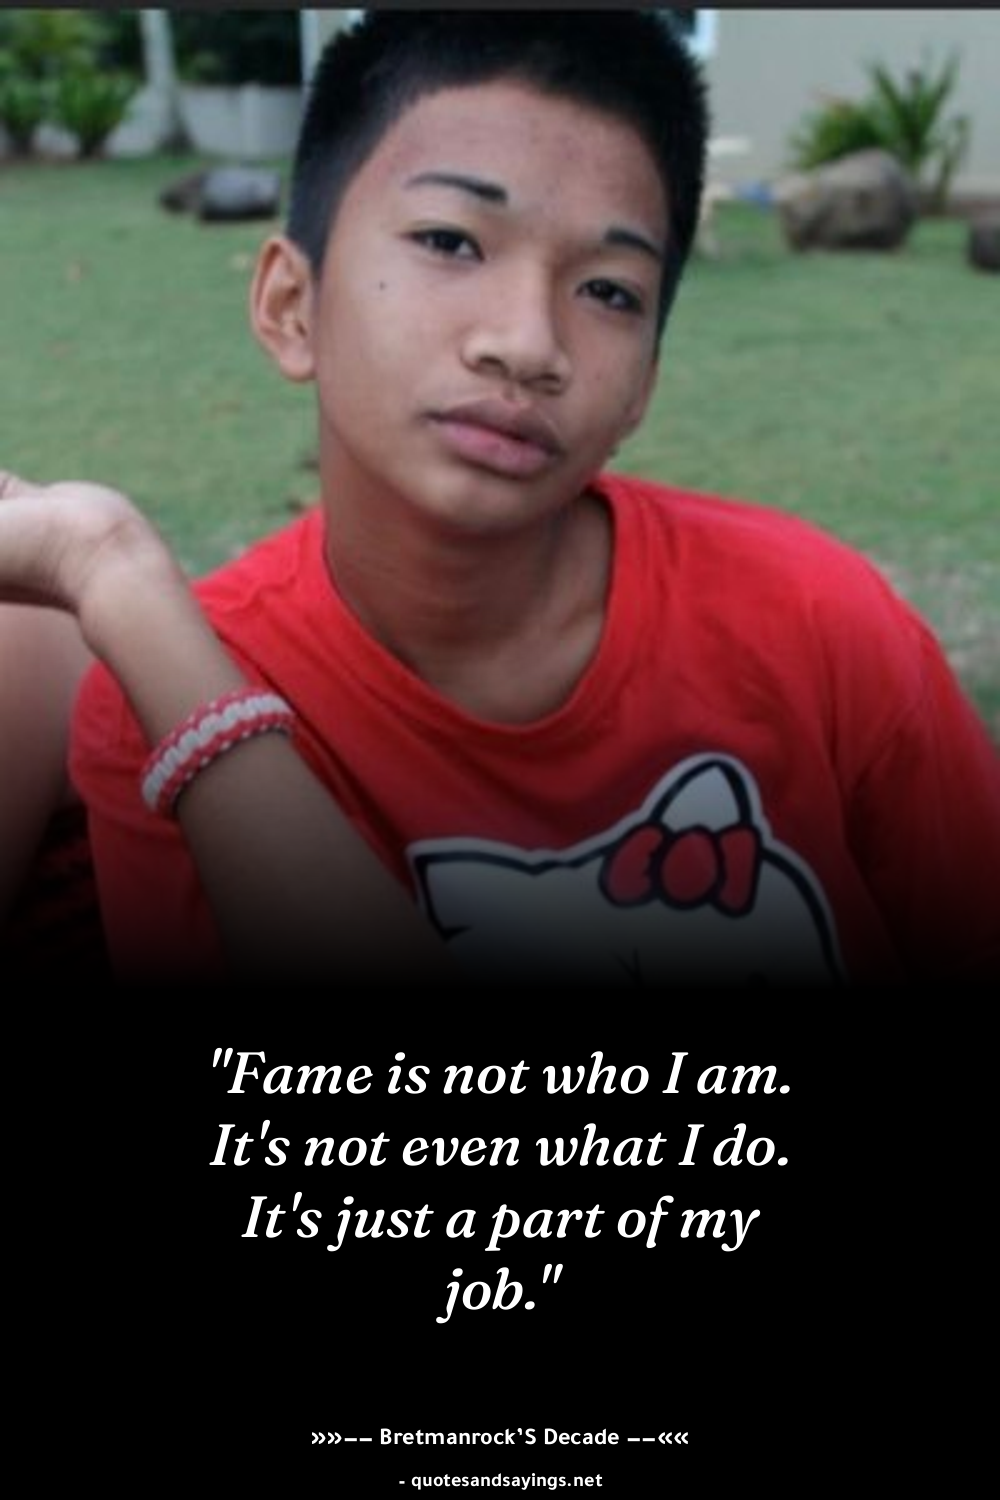 "Fame is not who I am.
It's not even what I do.
It's just a part of my
job."
»»–– Bretmanrock’S Decade ––««
- quotesandsayings.net